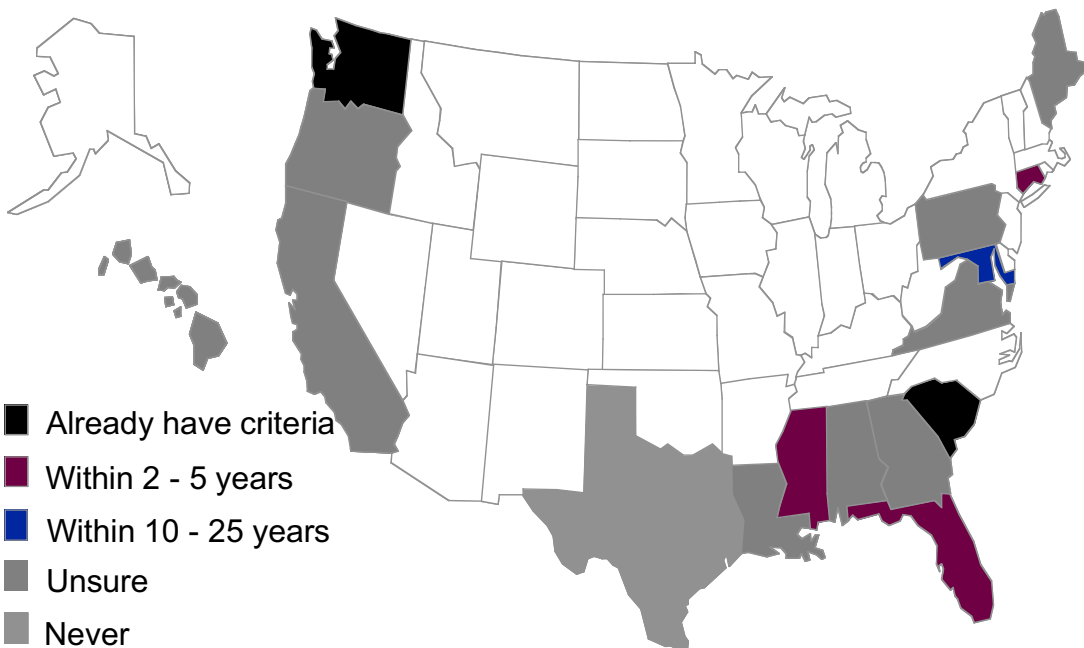 Already have criteria
Within 2 - 5 years
Within 10 - 25 years
Unsure
Never